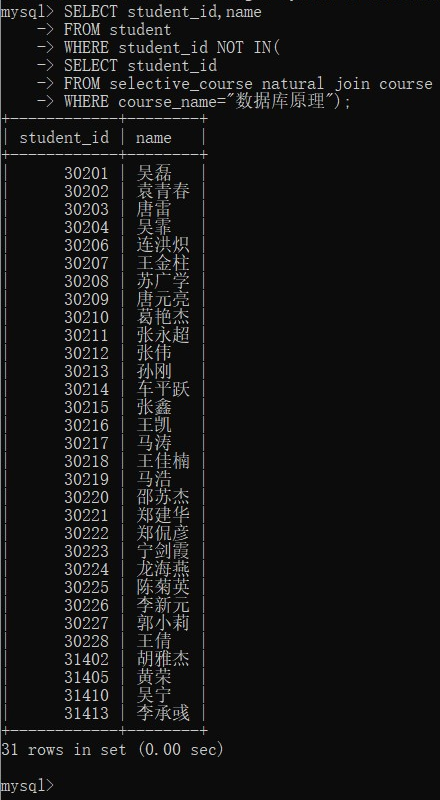 mysql> SELECT student_id,name
    -> FROM student
    -> WHERE student_id NOT IN(
    -> SELECT student_id
    -> FROM selective_course natural join course
    -> WHERE course_name="数据库原理");
+------------+--------+
| student_id | name   |
+------------+--------+
|      30201 | 吴磊   |
|      30202 | 袁青春 |
|      30203 | 唐雷   |
|      30204 | 吴霏   |
|      30206 | 连洪炽 |
|      30207 | 王金柱 |
|      30208 | 苏广学 |
|      30209 | 唐元亮 |
|      30210 | 葛艳杰 |
|      30211 | 张永超 |
|      30212 | 张伟   |
|      30213 | 孙刚   |
|      30214 | 车平跃 |
|      30215 | 张鑫   |
|      30216 | 王凯   |
|      30217 | 马涛   |
|      30218 | 王佳楠 |
|      30219 | 马浩   |
|      30220 | 邵苏杰 |
|      30221 | 郑建华 |
|      30222 | 郑侃彦 |
|      30223 | 宁剑霞 |
|      30224 | 龙海燕 |
|      30225 | 陈菊英 |
|      30226 | 李新元 |
|      30227 | 郭小莉 |
|      30228 | 王倩   |
|      31402 | 胡雅杰 |
|      31405 | 黄荣   |
|      31410 | 吴宁   |
|      31413 | 李承彧 |
+------------+--------+
31 rows in set (0.00 sec)
mysql>